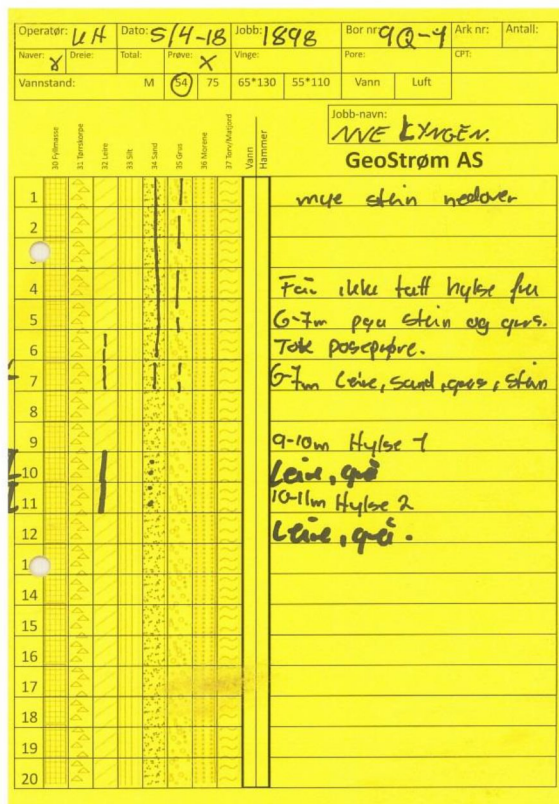 Operatør: UH Dato: 5/4-18 Jobb: 1898 Bor nr: 9Q-1 Ark nr: Antall:
Naver: X Dreie: Total: Prøve: X Vinge: Pore: CPT:
Vannstand: M 54 75 65*130 55*110 Vann Luft
Jobb-navn:
NVE LYNGEN.
GeoStrøm AS
30 Fyllmasse
31 Tørrskorpe
32 Leire
33 Silt
34 Sand
35 Grus
36 Morene
37 Torv/Matjord
Vann
Hammer
1 mye stein nedover
2
4 Får ikke tatt hylse fra
5 6-7m pga stein og grus.
6 Tok poseprøve.
7 6-7m Leire, sand, grus, stein
8
9 9-10m Hylse 1
10 Leire, grå
11 10-11m Hylse 2
12 Leire, grå.
1
14
15
16
17
18
19
20